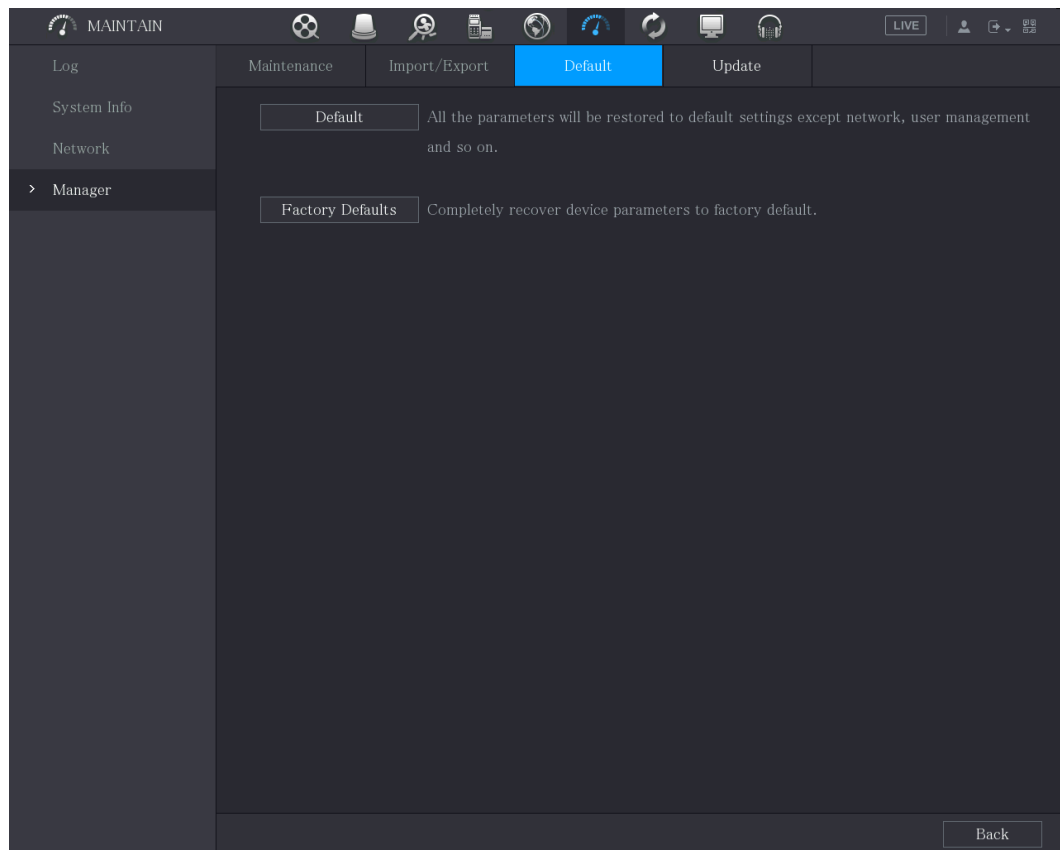 MAINTAIN
LIVE
Log
System Info
Network
Manager
Maintenance
Import/Export
Default
Update
Default
All the parameters will be restored to default settings except network, user management
and so on.
Factory Defaults
Completely recover device parameters to factory default.
Back